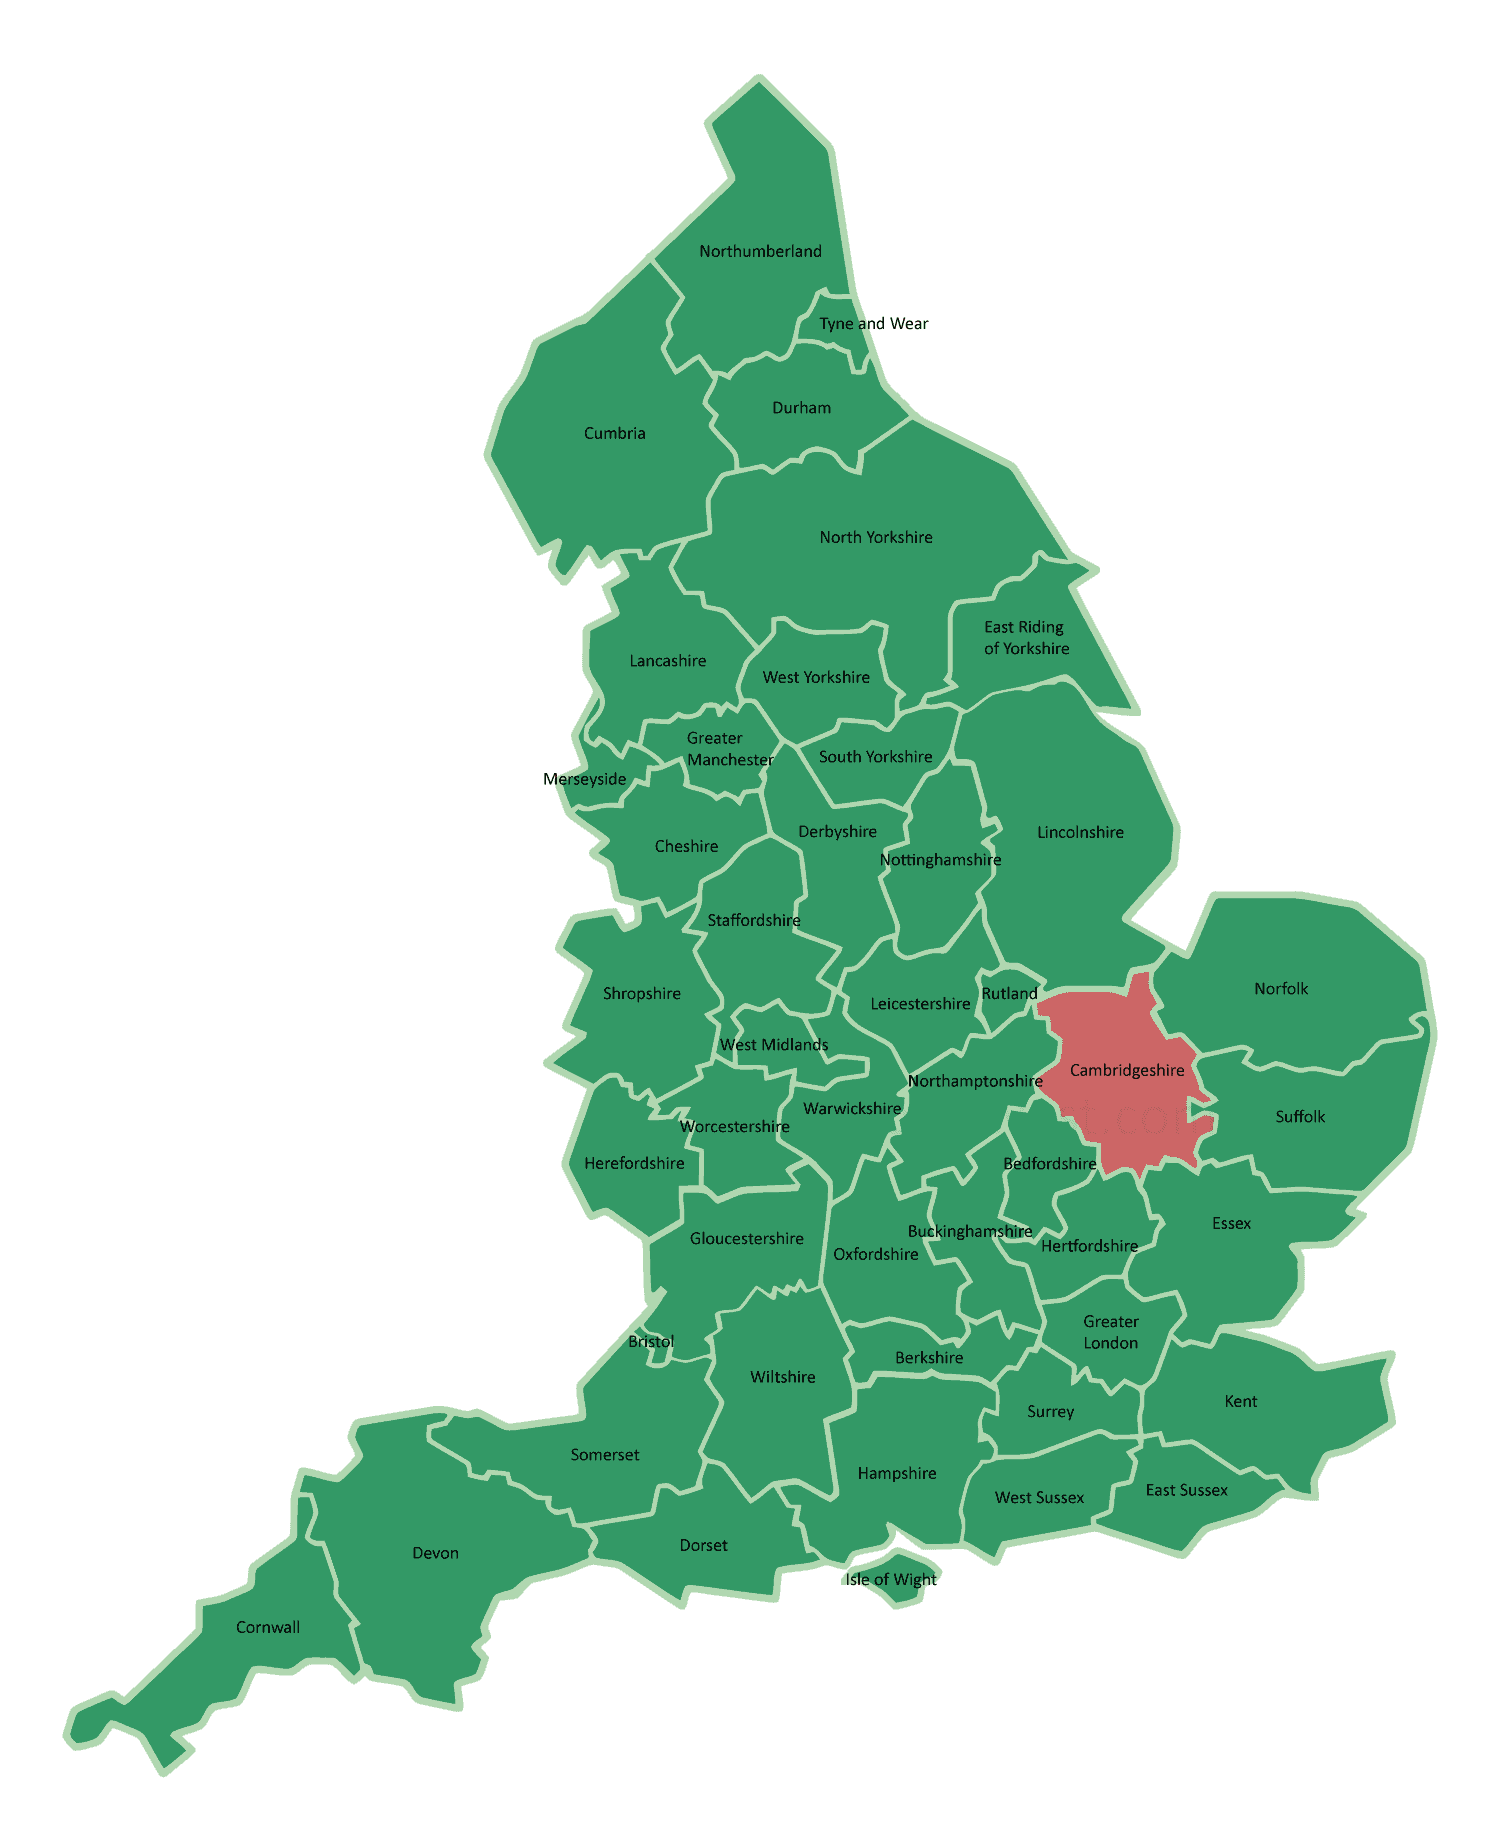 Northumberland
Tyne and Wear
Durham
Cumbria
North Yorkshire
East Riding
of Yorkshire
Lancashire
West Yorkshire
Greater
Manchester
South Yorkshire
Merseyside
Derbyshire
Lincolnshire
Cheshire
Nottinghamshire
Staffordshire
Norfolk
Shropshire
Leicestershire
Rutland
West Midlands
Cambridgeshire
Northamptonshire
Warwickshire
Suffolk
t.com
Worcestershire
Herefordshire
Bedfordshire
Essex
Buckinghamshire
Gloucestershire
Hertfordshire
Oxfordshire
Greater
London
Bristol
Berkshire
Wiltshire
Kent
Surrey
Somerset
Hampshire
East Sussex
West Sussex
Dorset
Devon
Isle of Wight
Cornwall